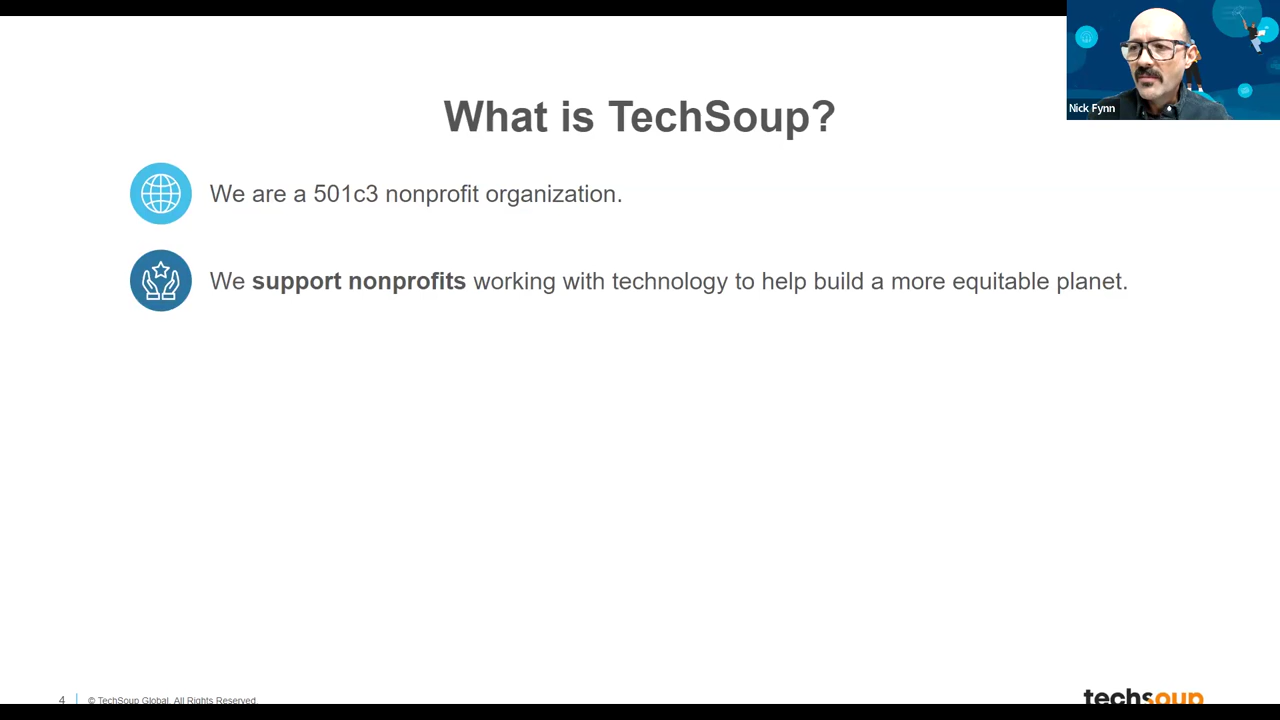 What is TechSoup?
Nick Fynn
We are a 501c3 nonprofit organization.
We support nonprofits working with technology to help build a more equitable planet.
4
© TechSoup Global. All Rights Reserved.
techsoup